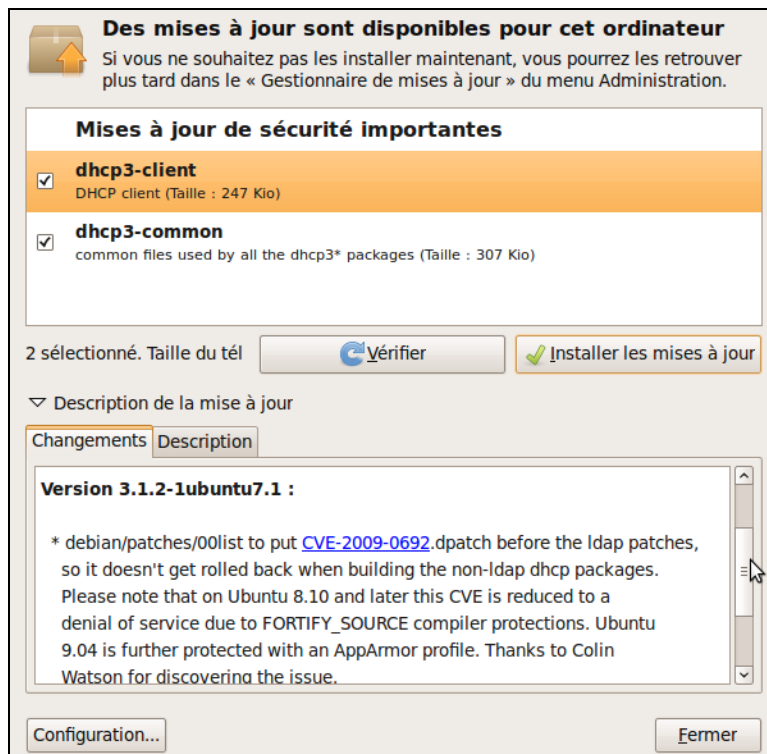 Des mises à jour sont disponibles pour cet ordinateur
Si vous ne souhaitez pas les installer maintenant, vous pourrez les retrouver
plus tard dans le « Gestionnaire de mises à jour » du menu Administration.
Mises à jour de sécurité importantes
dhcp3-client
DHCP client (Taille : 247 Kio)
dhcp3-common
common files used by all the dhcp3* packages (Taille : 307 Kio)
2 sélectionné. Taille du tél
Vérifier
Installer les mises à jour
Description de la mise à jour
Changements
Description
Version 3.1.2-1ubuntu7.1 :
* debian/patches/00list to put CVE-2009-0692.dpatch before the ldap patches,
so it doesn't get rolled back when building the non-ldap dhcp packages.
Please note that on Ubuntu 8.10 and later this CVE is reduced to a
denial of service due to FORTIFY_SOURCE compiler protections. Ubuntu
9.04 is further protected with an AppArmor profile. Thanks to Colin
Watson for discovering the issue.
Configuration...
Fermer